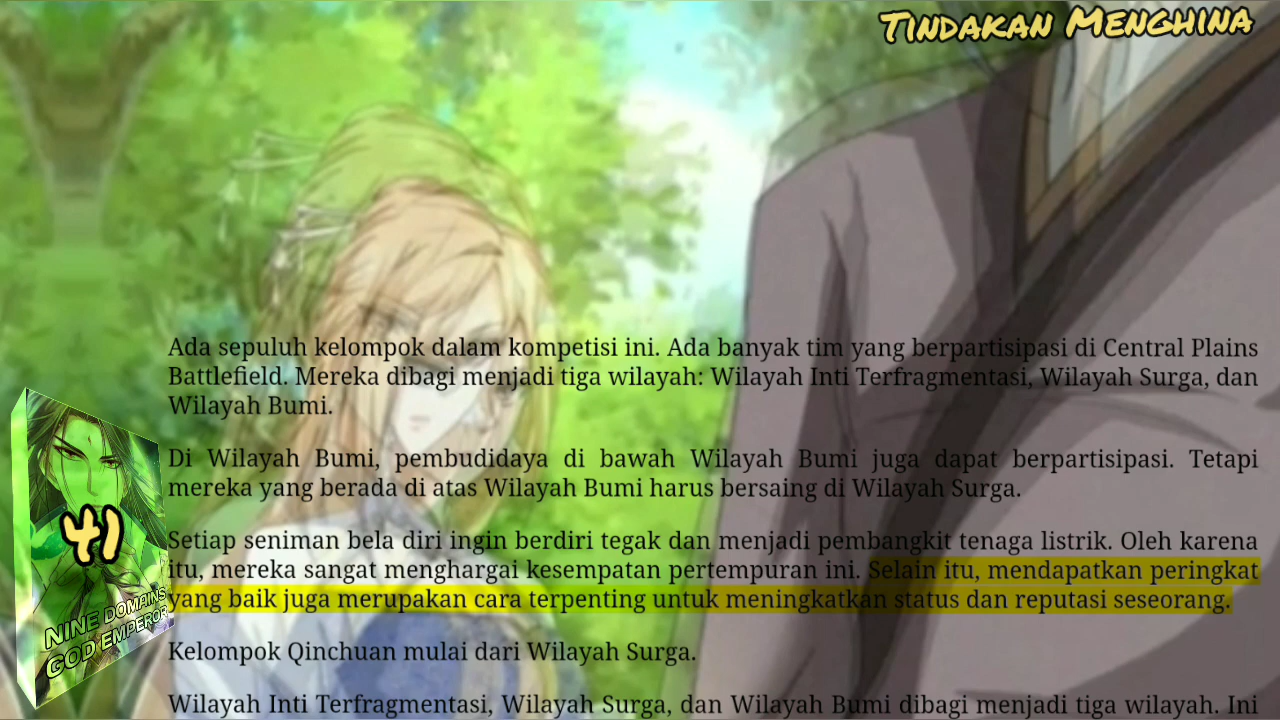 Tindakan Menghina
Ada sepuluh kelompok dalam kompetisi ini. Ada banyak tim yang berpartisipasi di Central Plains
Battlefield. Mereka dibagi menjadi tiga wilayah: Wilayah Inti Terfragmentasi, Wilayah Surga, dan
Wilayah Bumi.
Di Wilayah Bumi, pembudidaya di bawah Wilayah Bumi juga dapat berpartisipasi. Tetapi
mereka yang berada di atas Wilayah Bumi harus bersaing di Wilayah Surga.
Setiap seniman bela diri ingin berdiri tegak dan menjadi pembangkit tenaga listrik. Oleh karena
itu, mereka sangat menghargai kesempatan pertempuran ini. Selain itu, mendapatkan peringkat
yang baik juga merupakan cara terpenting untuk meningkatkan status dan reputasi seseorang.
Kelompok Qinchuan mulai dari Wilayah Surga.
Wilayah Inti Terfragmentasi, Wilayah Surga, dan Wilayah Bumi dibagi menjadi tiga wilayah. Ini
41
NINE DOMAINS
GOD EMPEROR